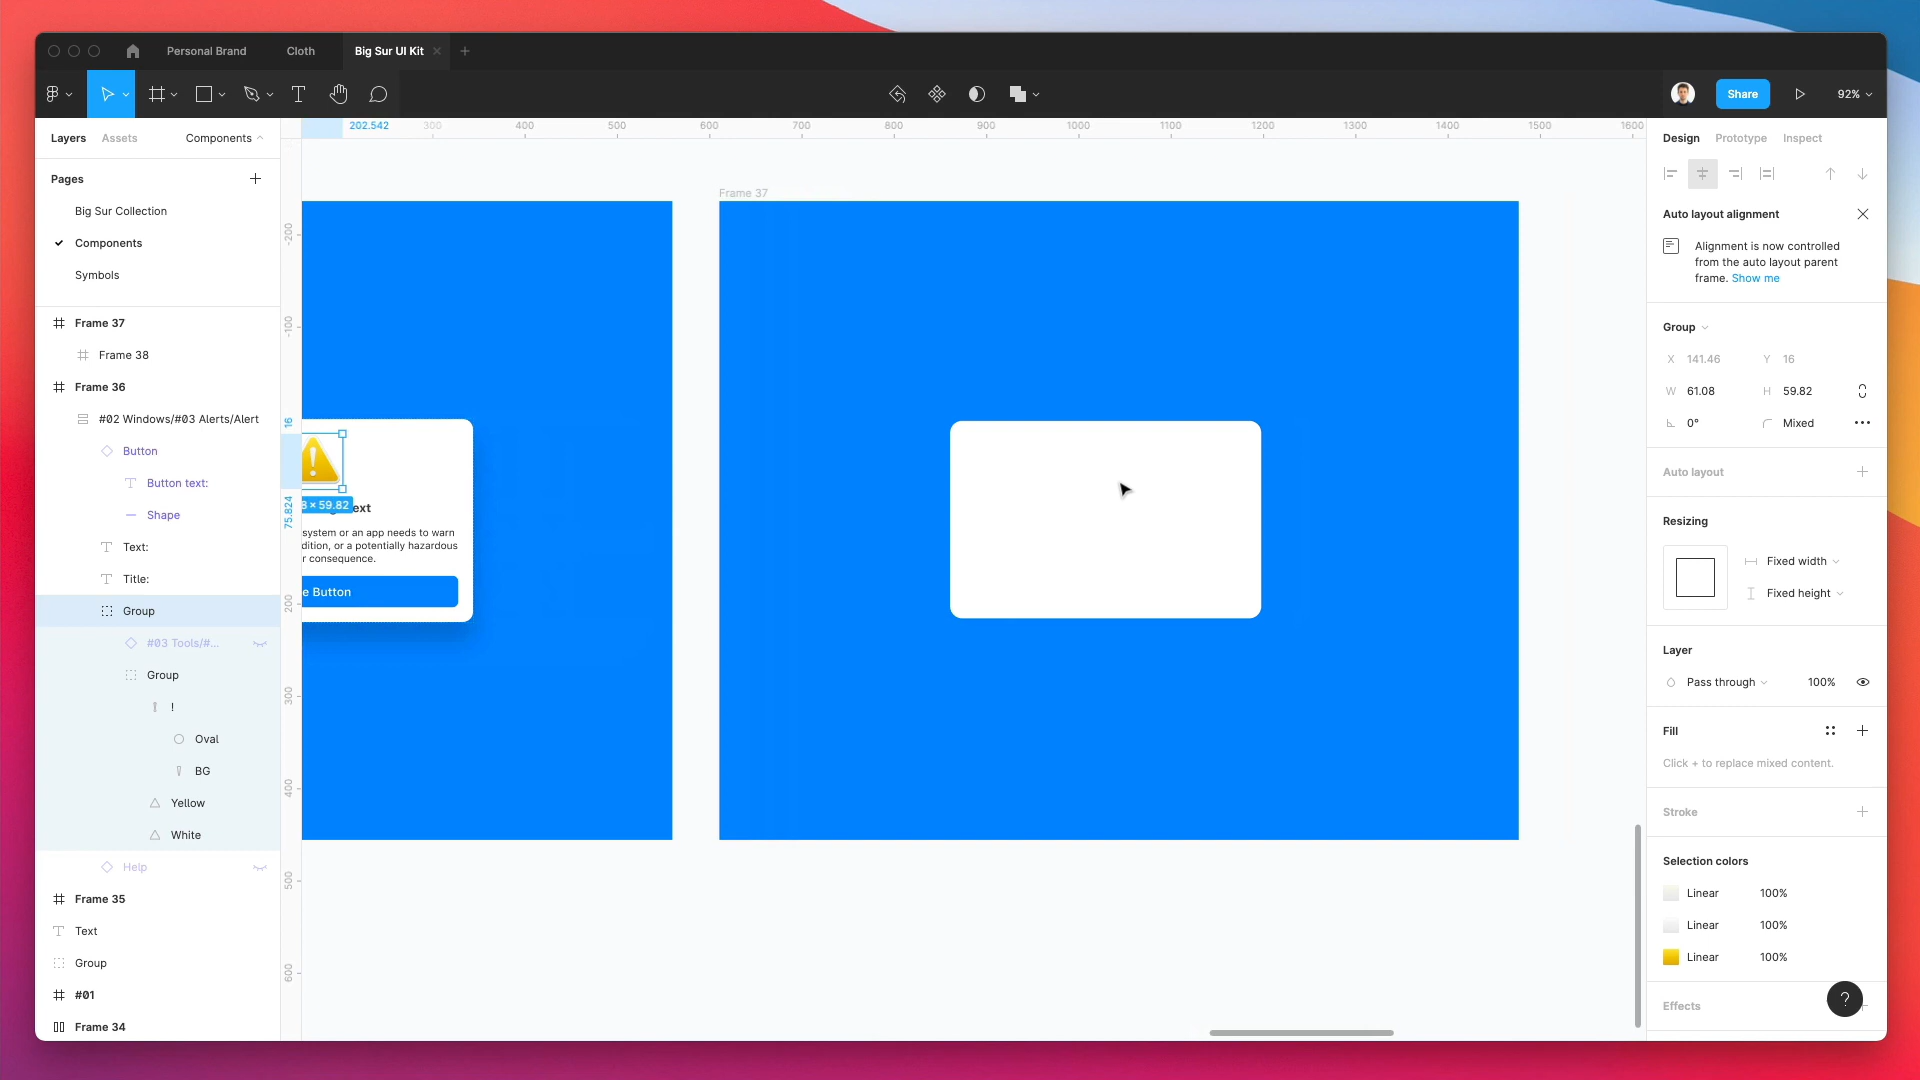 Personal Brand
Cloth
Big Sur UI Kit
Share
92%
Layers
Assets
Components
Pages
Big Sur Collection
Components
Symbols
Frame 37
Frame 38
Frame 36
#02 Windows/#03 Alerts/Alert
Button
Button text:
Shape
Text:
Title:
Group
#03 Tools/#...
Group
!
Oval
BG
Yellow
White
Help
Frame 35
Text
Group
#01
Frame 34
202.542
300
400
500
600
700
800
900
1000
1100
1200
1300
1400
1500
1600
-200
-100
16
75.824
200
300
400
500
600
Frame 37
!
× 59.82
ext
system or an app needs to warn
dition, or a potentially hazardous
r consequence.
e Button
Design
Prototype
Inspect
Auto layout alignment
Alignment is now controlled
from the auto layout parent
frame. Show me
Group
X 141.46
Y 16
W 61.08
H 59.82
0°
Mixed
Auto layout
Resizing
Fixed width
Fixed height
Layer
Pass through
100%
Fill
Click + to replace mixed content.
Stroke
Selection colors
Linear 100%
Linear 100%
Linear 100%
Effects
?